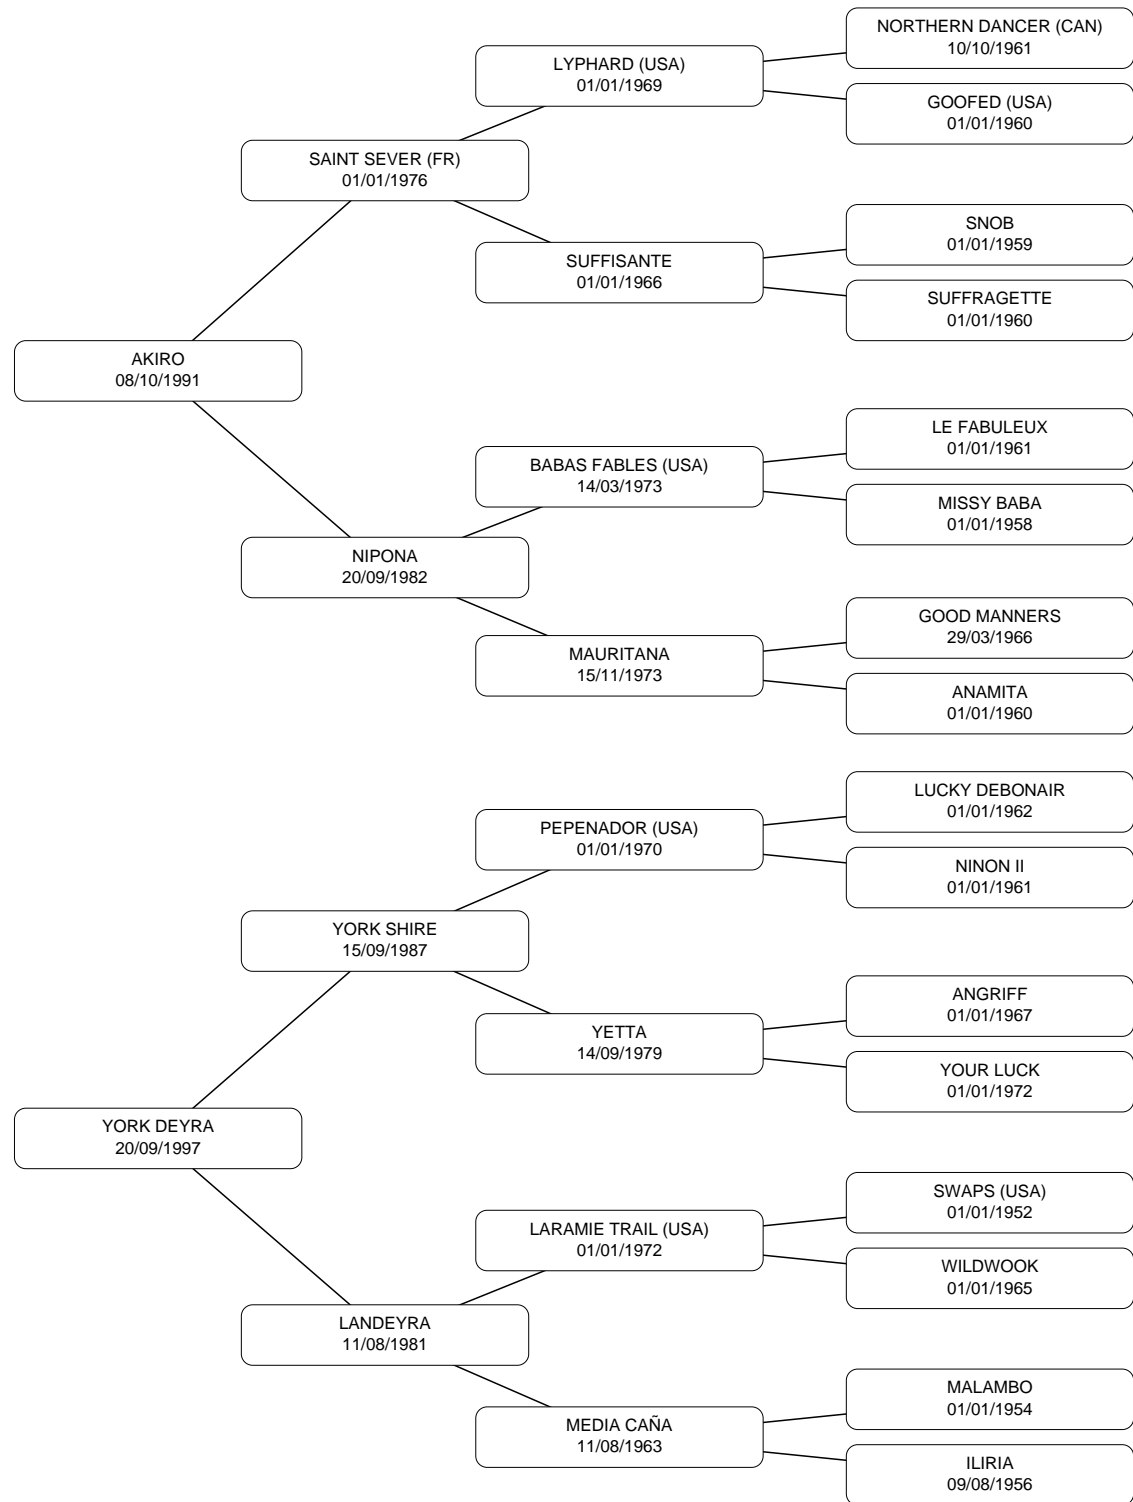 NORTHERN DANCER (CAN)
10/10/1961
LYPHARD (USA)
01/01/1969
GOOFED (USA)
01/01/1960
SAINT SEVER (FR)
01/01/1976
SNOB
01/01/1959
SUFFISANTE
01/01/1966
SUFFRAGETTE
01/01/1960
AKIRO
08/10/1991
LE FABULEUX
01/01/1961
BABAS FABLES (USA)
14/03/1973
MISSY BABA
01/01/1958
NIPONA
20/09/1982
GOOD MANNERS
29/03/1966
MAURITANA
15/11/1973
ANAMITA
01/01/1960
LUCKY DEBONAIR
01/01/1962
PEPENADOR (USA)
01/01/1970
NINON II
01/01/1961
YORK SHIRE
15/09/1987
ANGRIFF
01/01/1967
YETTA
14/09/1979
YOUR LUCK
01/01/1972
YORK DEYRA
20/09/1997
SWAPS (USA)
01/01/1952
LARAMIE TRAIL (USA)
01/01/1972
WILDWOOK
01/01/1965
LANDEYRA
11/08/1981
MALAMBO
01/01/1954
MEDIA CAÑA
11/08/1963
ILIRIA
09/08/1956